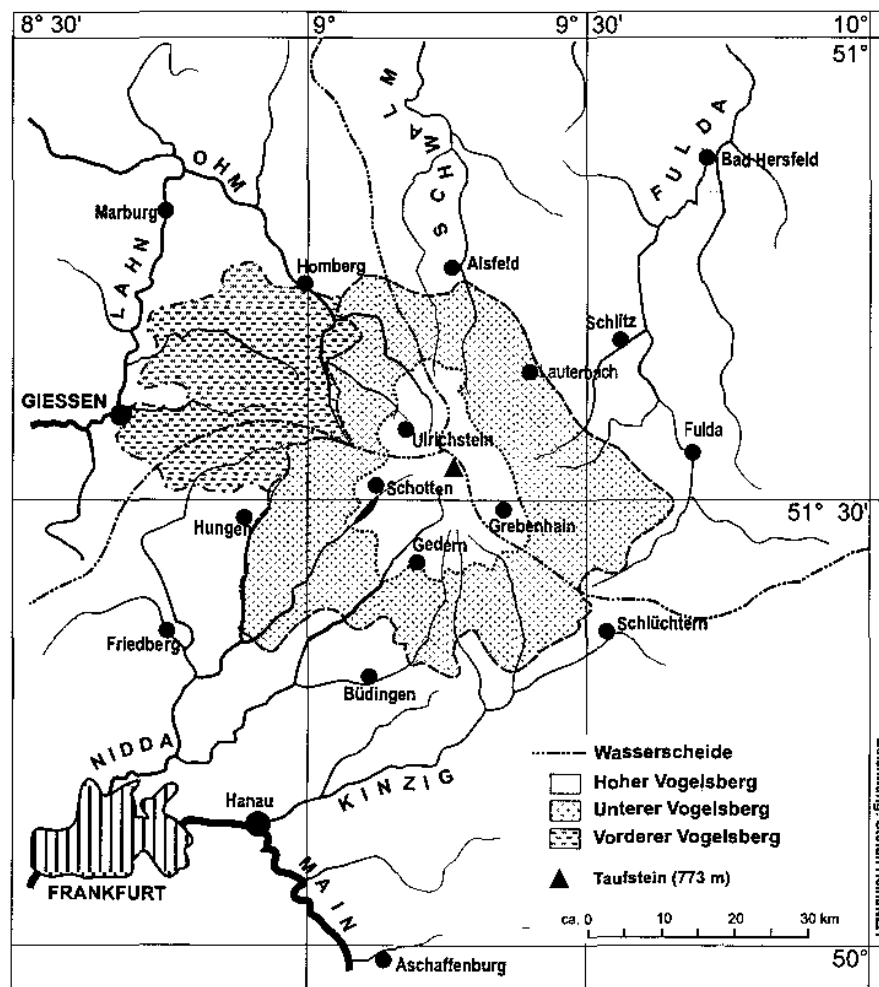 8° 30'
9°
9° 30'
10°
51°
SCHWALM
FULDA
Bad Hersfeld
OHM
Marburg
LAHN
Homberg
Alsfeld
Schlitz
Lauterbach
GIESSEN
Ulrichstein
Fulda
Schotten
Hungen
Grebenhain
51° 30'
Gedern
Friedberg
Schlüchtern
Büdingen
NIDDA
Wasserscheide
Hoher Vogelsberg
Hanau
KINZIG
Unterer Vogelsberg
Vorderer Vogelsberg
FRANKFURT
MAIN
Taufstein (773 m)
ca. 0 10 20 30 km
50°
Aschaffenburg